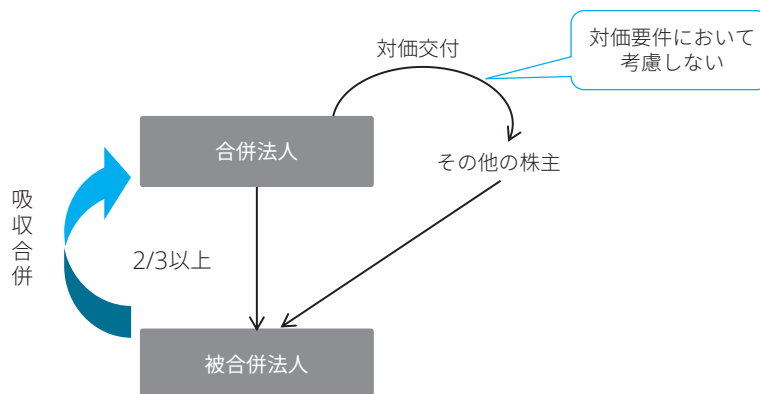 対価交付
対価要件において
考慮しない
合併法人
その他の株主
吸収合併
2/3以上
被合併法人